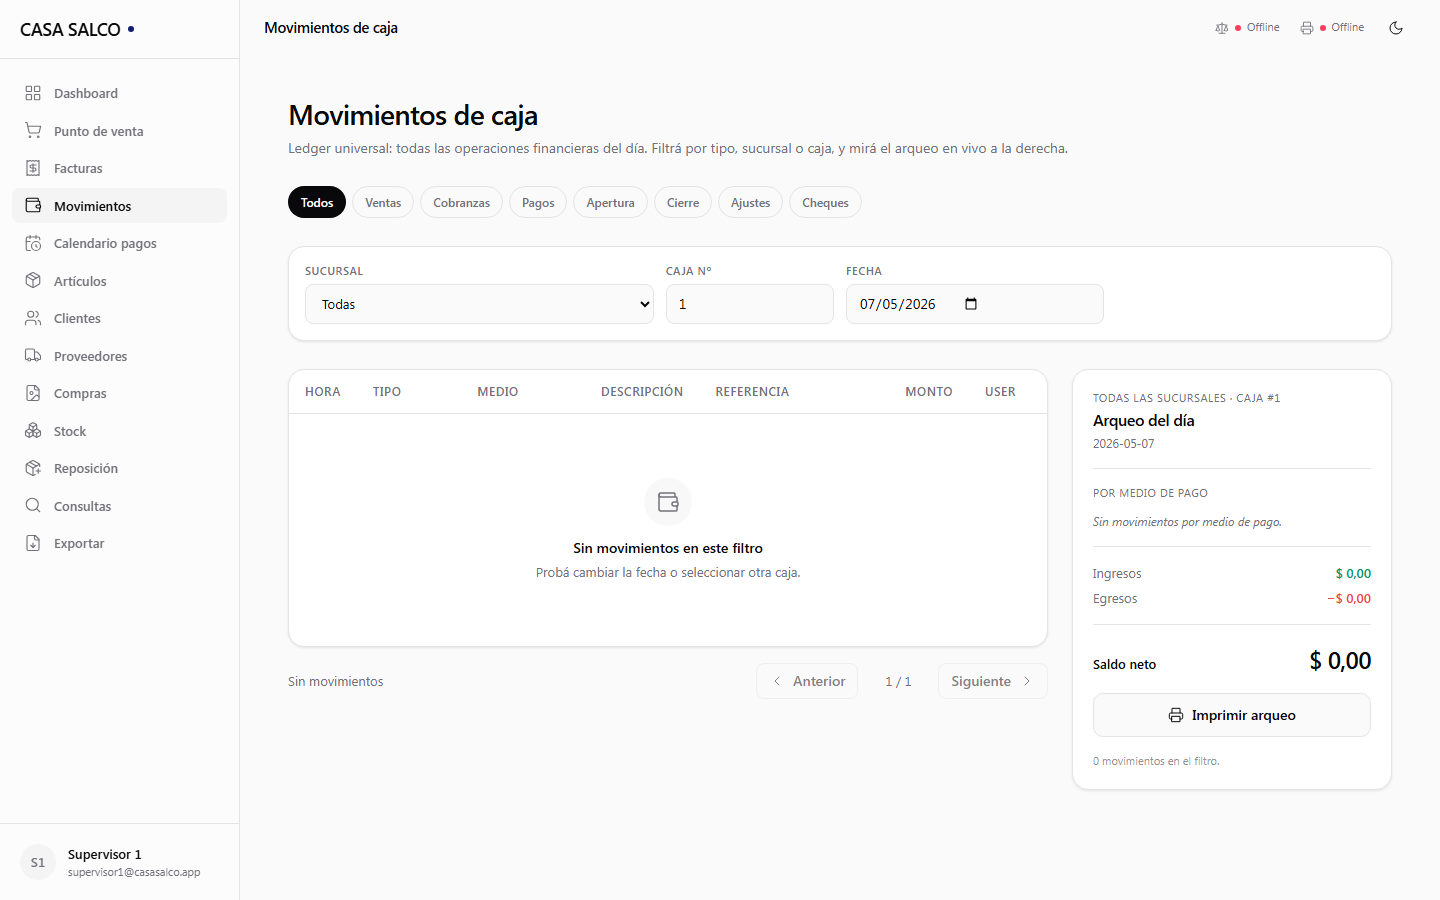 CASA SALCO
Dashboard
Punto de venta
Facturas
Movimientos
Calendario pagos
Artículos
Clientes
Proveedores
Compras
Stock
Reposición
Consultas
Exportar
S1
Supervisor 1
supervisor1@casasalco.app
Movimientos de caja
Offline
Offline
Movimientos de caja
Ledger universal: todas las operaciones financieras del día. Filtrá por tipo, sucursal o caja, y mirá el arqueo en vivo a la derecha.
Todos Ventas Cobranzas Pagos Apertura Cierre Ajustes Cheques
SUCURSAL CAJA Nº FECHA
Todas 1 07/05/2026
HORA TIPO MEDIO DESCRIPCIÓN REFERENCIA MONTO USER
Sin movimientos en este filtro
Probá cambiar la fecha o seleccionar otra caja.
Sin movimientos Anterior 1 / 1 Siguiente
TODAS LAS SUCURSALES · CAJA #1
Arqueo del día
2026-05-07
POR MEDIO DE PAGO
Sin movimientos por medio de pago.
Ingresos $ 0,00
Egresos −$ 0,00
Saldo neto $ 0,00
Imprimir arqueo
0 movimientos en el filtro.